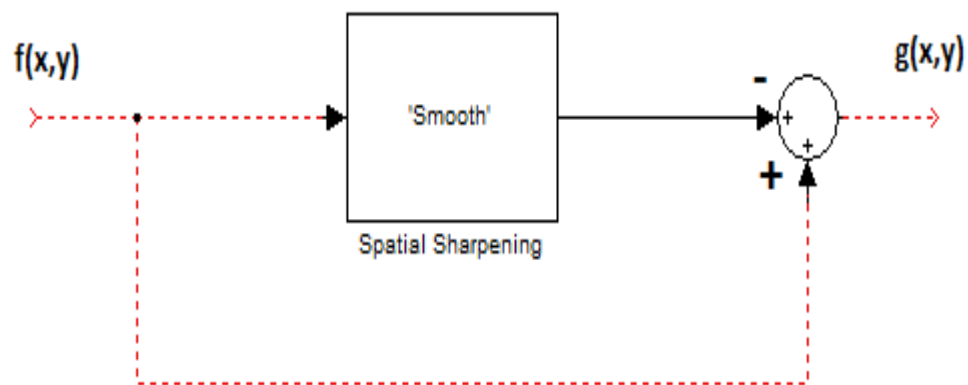 f(x,y)
'Smooth'
Spatial Sharpening
-
+
+
+
g(x,y)